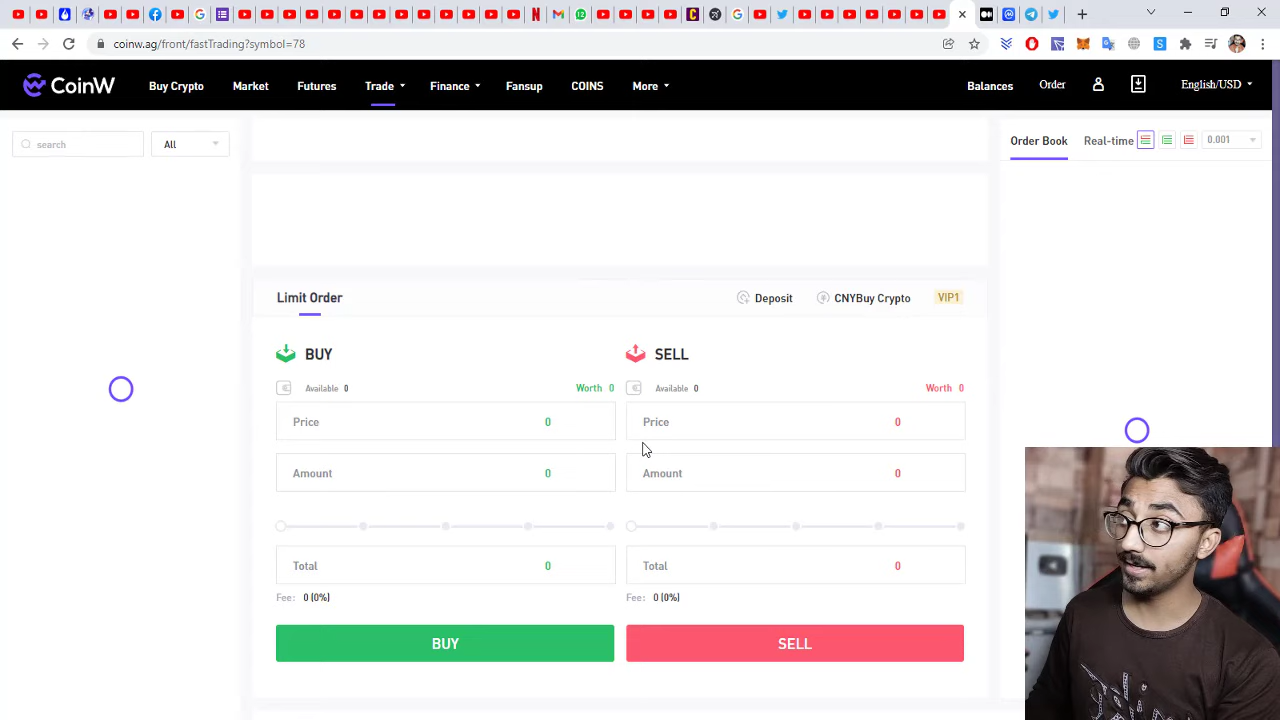 coinw.ag/front/fastTrading?symbol=78
CoinW
Buy Crypto
Market
Futures
Trade
Finance
Fansup
COINS
More
Balances
Order
English/USD
search
All
Order Book
Real-time
0.001
Limit Order
Deposit
CNYBuy Crypto
VIP1
BUY
SELL
Available 0
Worth 0
Available 0
Worth 0
Price 0
Price 0
Amount 0
Amount 0
Total 0
Total 0
Fee: 0 (0%)
Fee: 0 (0%)
BUY
SELL